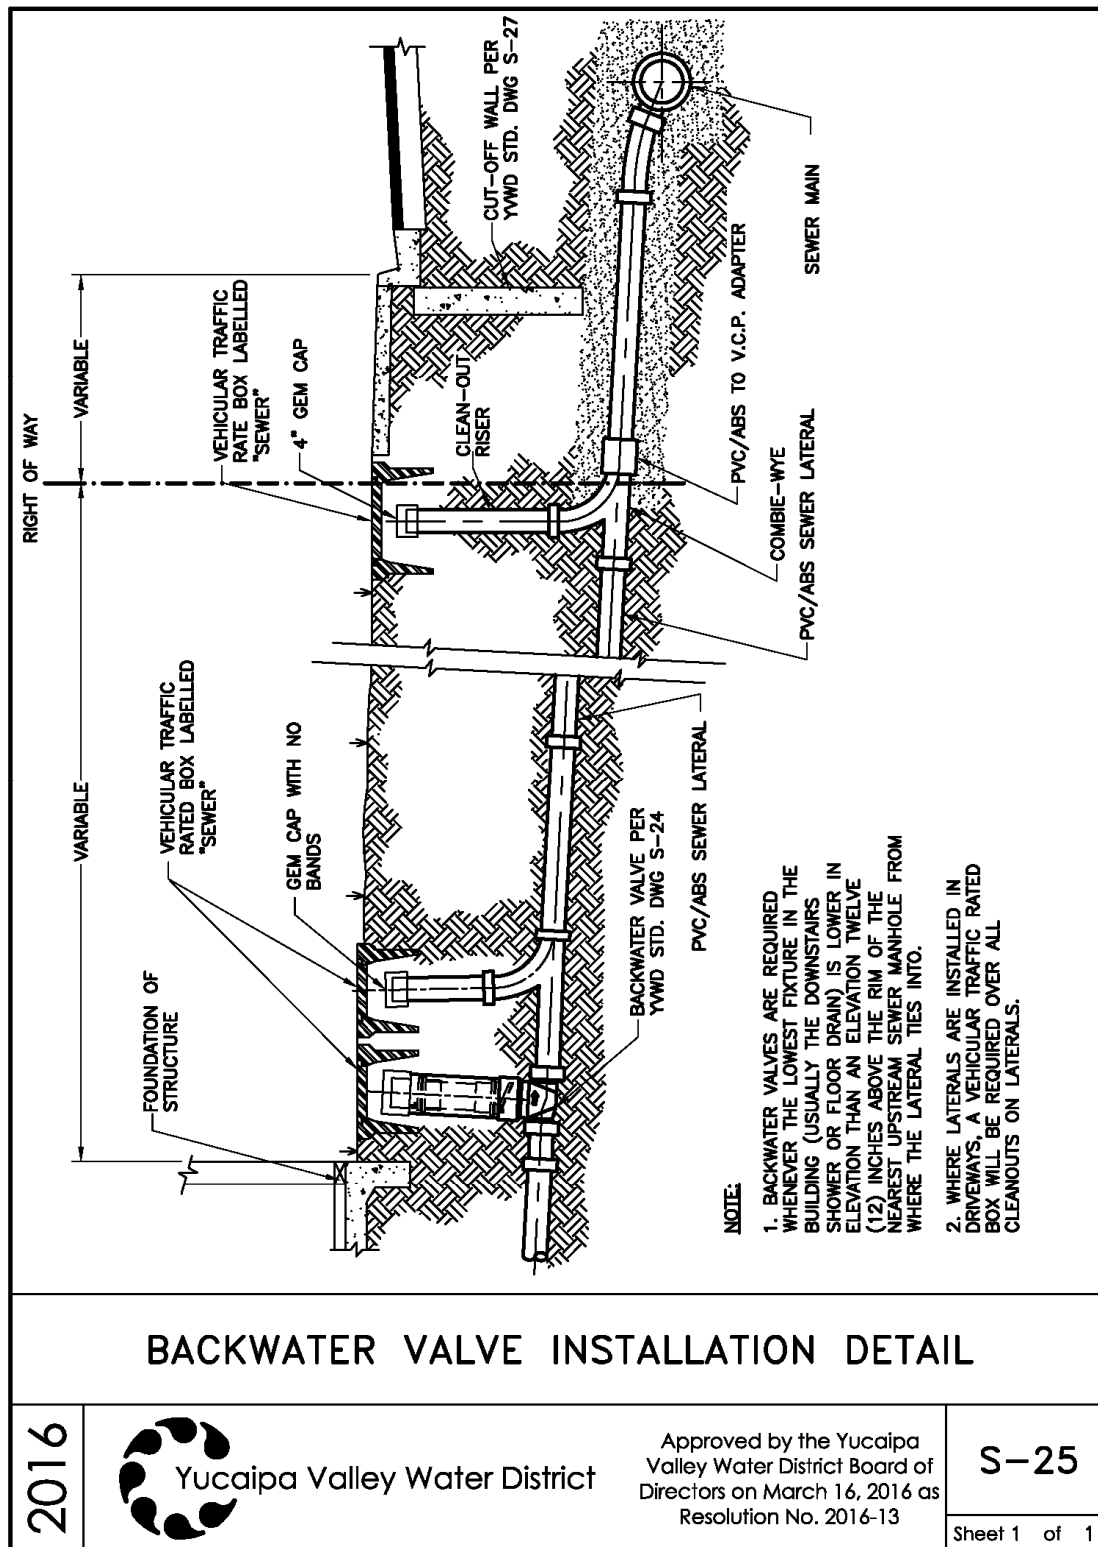 RIGHT OF WAY
VARIABLE
VARIABLE
FOUNDATION OF
STRUCTURE
VEHICULAR TRAFFIC
RATED BOX LABELLED
"SEWER"
GEM CAP WITH NO
BANDS
VEHICULAR TRAFFIC
RATE BOX LABELLED
"SEWER"
4" GEM CAP
CLEAN-OUT
RISER
CUT-OFF WALL PER
YVWD STD. DWG S-27
BACKWATER VALVE PER
YVWD STD. DWG S-24
PVC/ABS SEWER LATERAL
PVC/ABS SEWER LATERAL
COMBIE-WYE
PVC/ABS TO V.C.P. ADAPTER
SEWER MAIN
NOTE:
1. BACKWATER VALVES ARE REQUIRED
WHENEVER THE LOWEST FIXTURE IN THE
BUILDING (USUALLY THE DOWNSTAIRS
SHOWER OR FLOOR DRAIN) IS LOWER IN
ELEVATION THAN AN ELEVATION TWELVE
(12) INCHES ABOVE THE RIM OF THE
NEAREST UPSTREAM SEWER MANHOLE FROM
WHERE THE LATERAL TIES INTO.
2. WHERE LATERALS ARE INSTALLED IN
DRIVEWAYS, A VEHICULAR TRAFFIC RATED
BOX WILL BE REQUIRED OVER ALL
CLEANOUTS ON LATERALS.
BACKWATER VALVE INSTALLATION DETAIL
2016
Yucaipa Valley Water District
Approved by the Yucaipa
Valley Water District Board of
Directors on March 16, 2016 as
Resolution No. 2016-13
S-25
Sheet 1 of 1